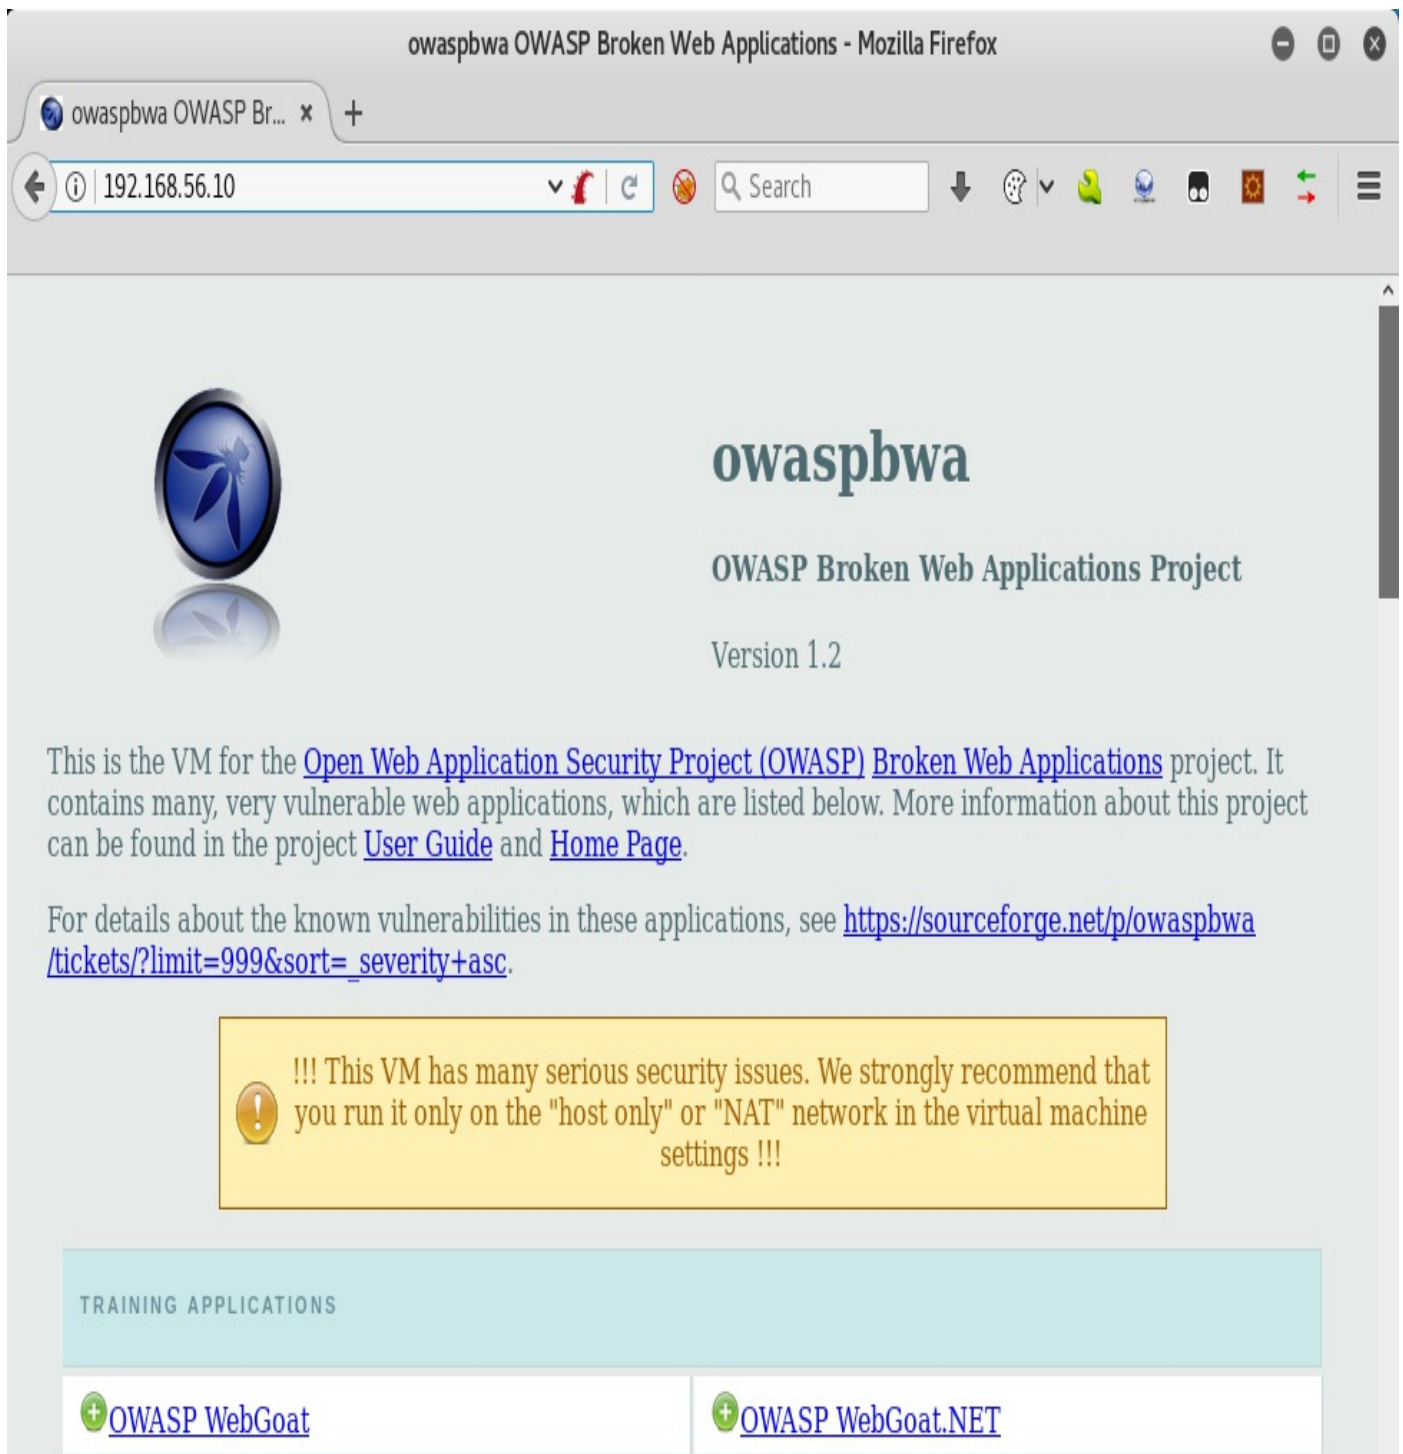 owaspbwa OWASP Broken Web Applications - Mozilla Firefox
owaspbwa OWASP Br...
192.168.56.10
Search
owaspbwa
OWASP Broken Web Applications Project
Version 1.2
This is the VM for the Open Web Application Security Project (OWASP) Broken Web Applications project. It
contains many, very vulnerable web applications, which are listed below. More information about this project
can be found in the project User Guide and Home Page.
For details about the known vulnerabilities in these applications, see https://sourceforge.net/p/owaspbwa
/tickets/?limit=999&sort=_severity+asc.
!!! This VM has many serious security issues. We strongly recommend that
you run it only on the "host only" or "NAT" network in the virtual machine
settings !!!
TRAINING APPLICATIONS
OWASP WebGoat
OWASP WebGoat.NET